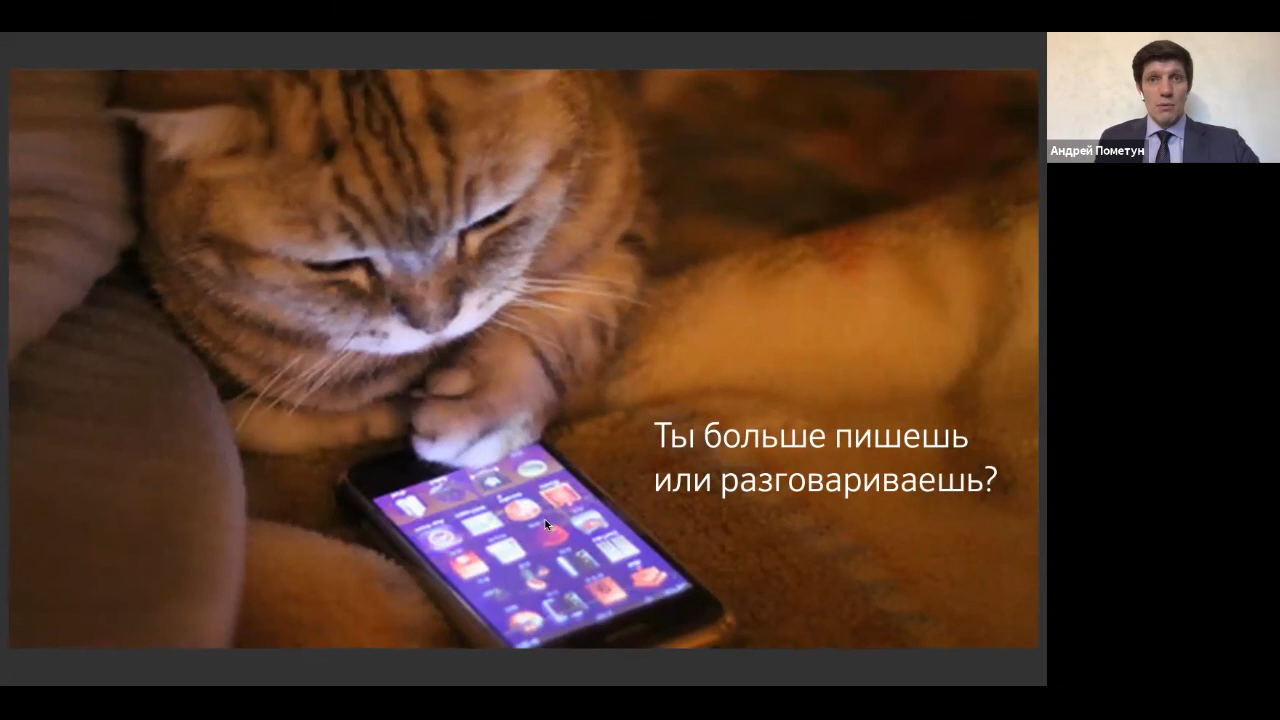 Ты больше пишешь
или разговариваешь?
Андрей Пометун